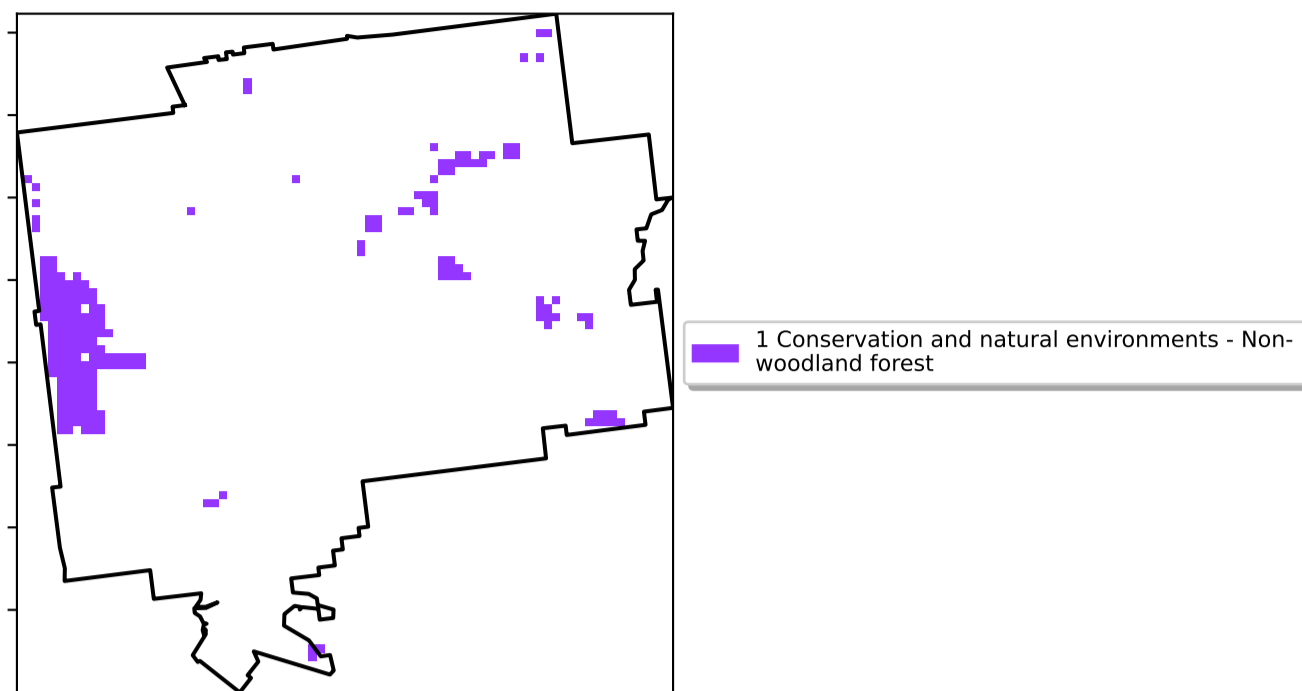 1 Conservation and natural environments - Non-
woodland forest